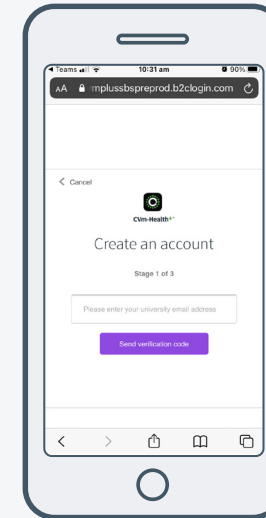 Teams
10:31 am
90%
AA mplussbspreprod.b2clogin.com
Cancel
CVm-Health+
Create an account
Stage 1 of 3
Please enter your university email address
Send verification code